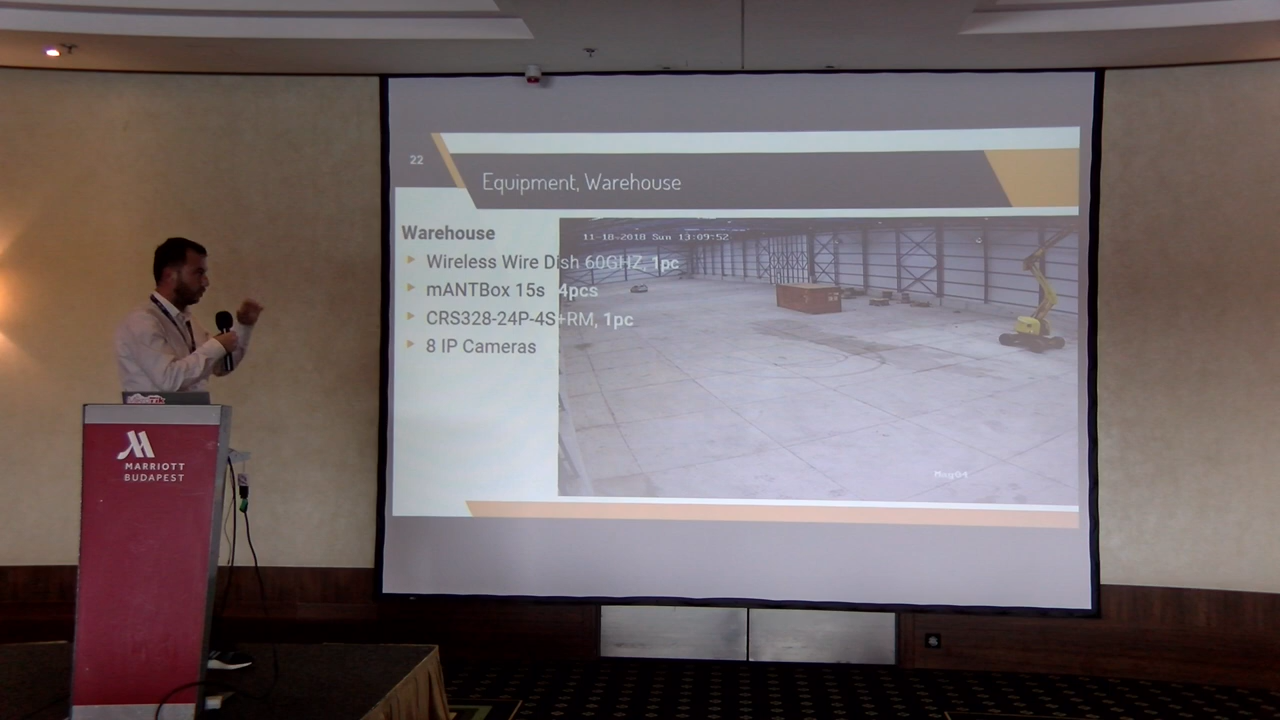 22
Equipment, Warehouse
Warehouse
11-18-2018 Sun 13:09:52
Wireless Wire Dish 60GHZ, 1pc
mANTBox 15s 4pcs
CRS328-24P-4S+RM, 1pc
8 IP Cameras
Mag04
MARRIOTT
BUDAPEST